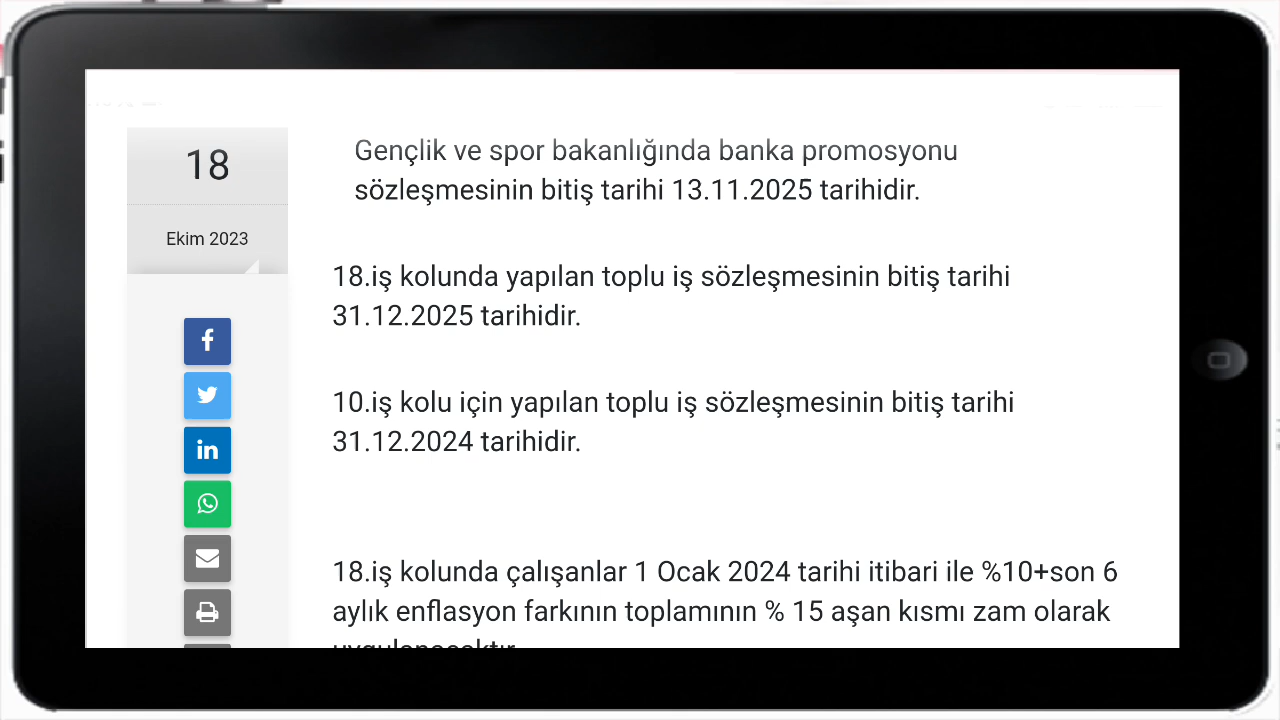 18
Ekim 2023
Gençlik ve spor bakanlığında banka promosyonu
sözleşmesinin bitiş tarihi 13.11.2025 tarihidir.
18.iş kolunda yapılan toplu iş sözleşmesinin bitiş tarihi
31.12.2025 tarihidir.
10.iş kolu için yapılan toplu iş sözleşmesinin bitiş tarihi
31.12.2024 tarihidir.
18.iş kolunda çalışanlar 1 Ocak 2024 tarihi itibari ile %10+son 6
aylık enflasyon farkının toplamının % 15 aşan kısmı zam olarak